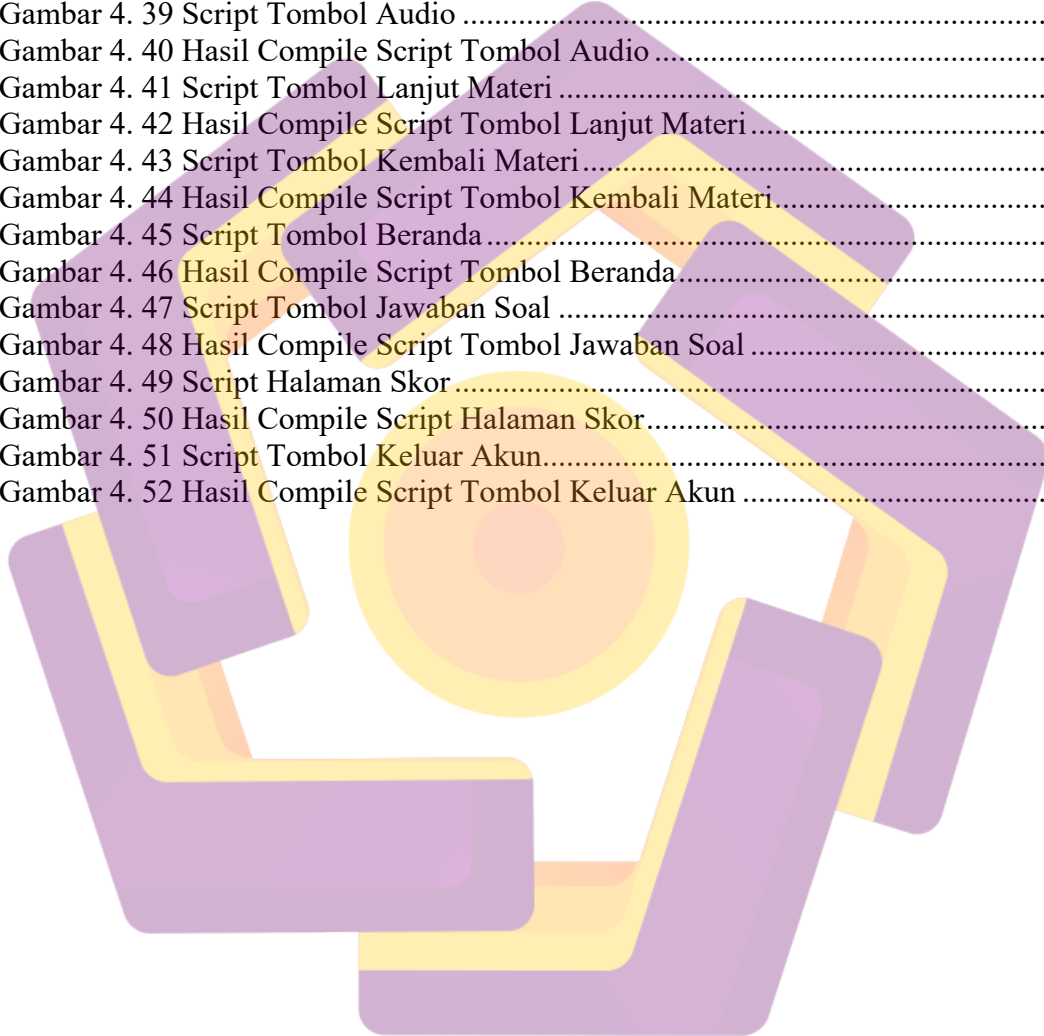 Gambar 4. 39 Script Tombol Audio ........................................................................
Gambar 4. 40 Hasil Compile Script Tombol Audio ................................................
Gambar 4. 41 Script Tombol Lanjut Materi ............................................................
Gambar 4. 42 Hasil Compile Script Tombol Lanjut Materi ....................................
Gambar 4. 43 Script Tombol Kembali Materi .........................................................
Gambar 4. 44 Hasil Compile Script Tombol Kembali Materi.................................
Gambar 4. 45 Script Tombol Beranda .....................................................................
Gambar 4. 46 Hasil Compile Script Tombol Beranda.............................................
Gambar 4. 47 Script Tombol Jawaban Soal ............................................................
Gambar 4. 48 Hasil Compile Script Tombol Jawaban Soal ....................................
Gambar 4. 49 Script Halaman Skor .........................................................................
Gambar 4. 50 Hasil Compile Script Halaman Skor.................................................
Gambar 4. 51 Script Tombol Keluar Akun..............................................................
Gambar 4. 52 Hasil Compile Script Tombol Keluar Akun .....................................